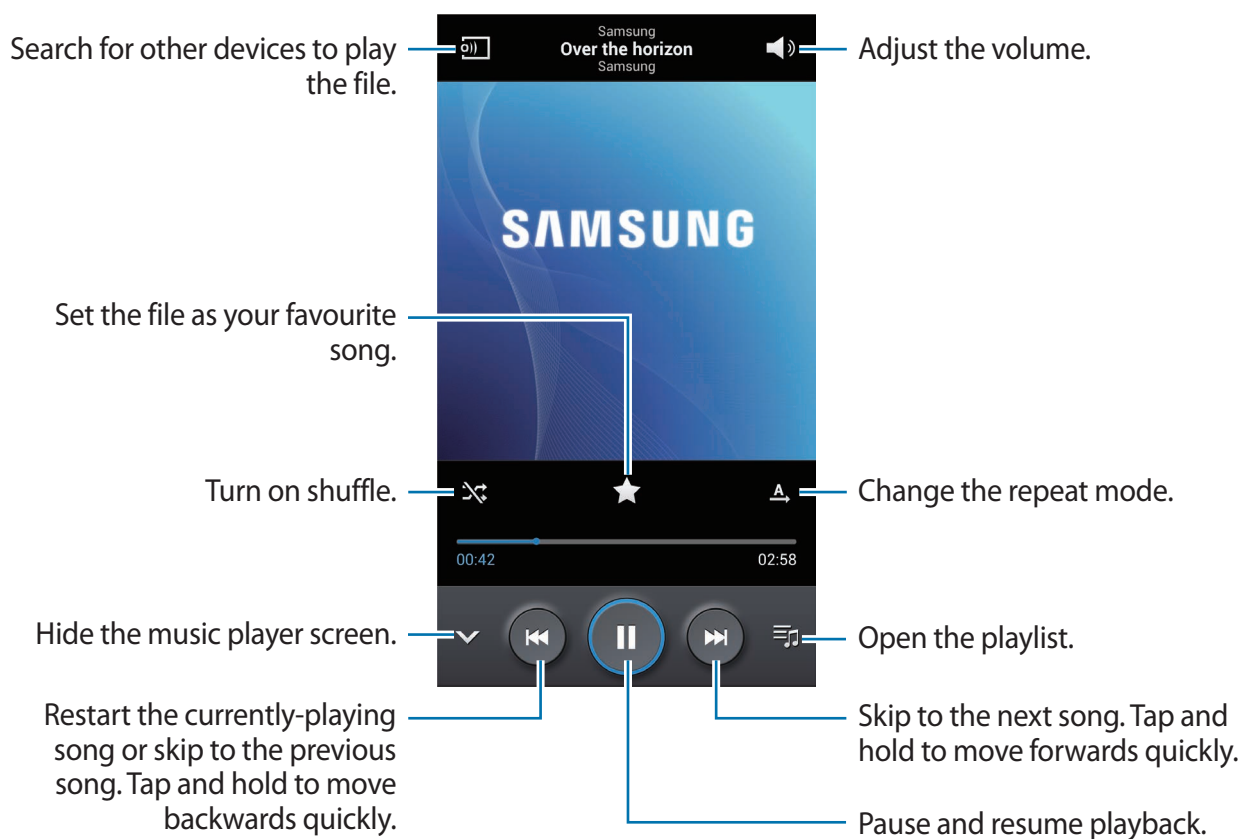 Search for other devices to play
the file.
Samsung
Over the horizon
Samsung
Adjust the volume.
SAMSUNG
Set the file as your favourite
song.
Turn on shuffle.
A
Change the repeat mode.
00:42
02:58
Hide the music player screen.
Open the playlist.
Restart the currently-playing
song or skip to the previous
song. Tap and hold to move
backwards quickly.
Skip to the next song. Tap and
hold to move forwards quickly.
Pause and resume playback.